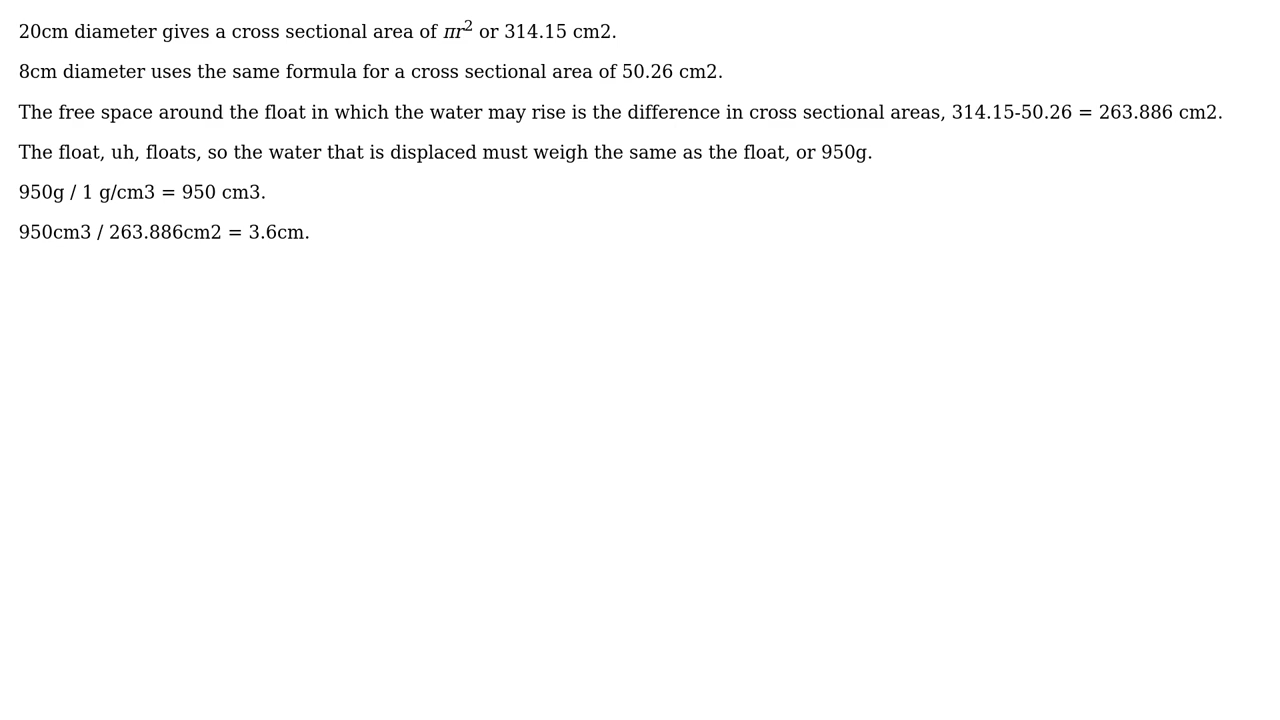 20cm diameter gives a cross sectional area of πr² or 314.15 cm2.
8cm diameter uses the same formula for a cross sectional area of 50.26 cm2.
The free space around the float in which the water may rise is the difference in cross sectional areas, 314.15-50.26 = 263.886 cm2.
The float, uh, floats, so the water that is displaced must weigh the same as the float, or 950g.
950g / 1 g/cm3 = 950 cm3.
950cm3 / 263.886cm2 = 3.6cm.